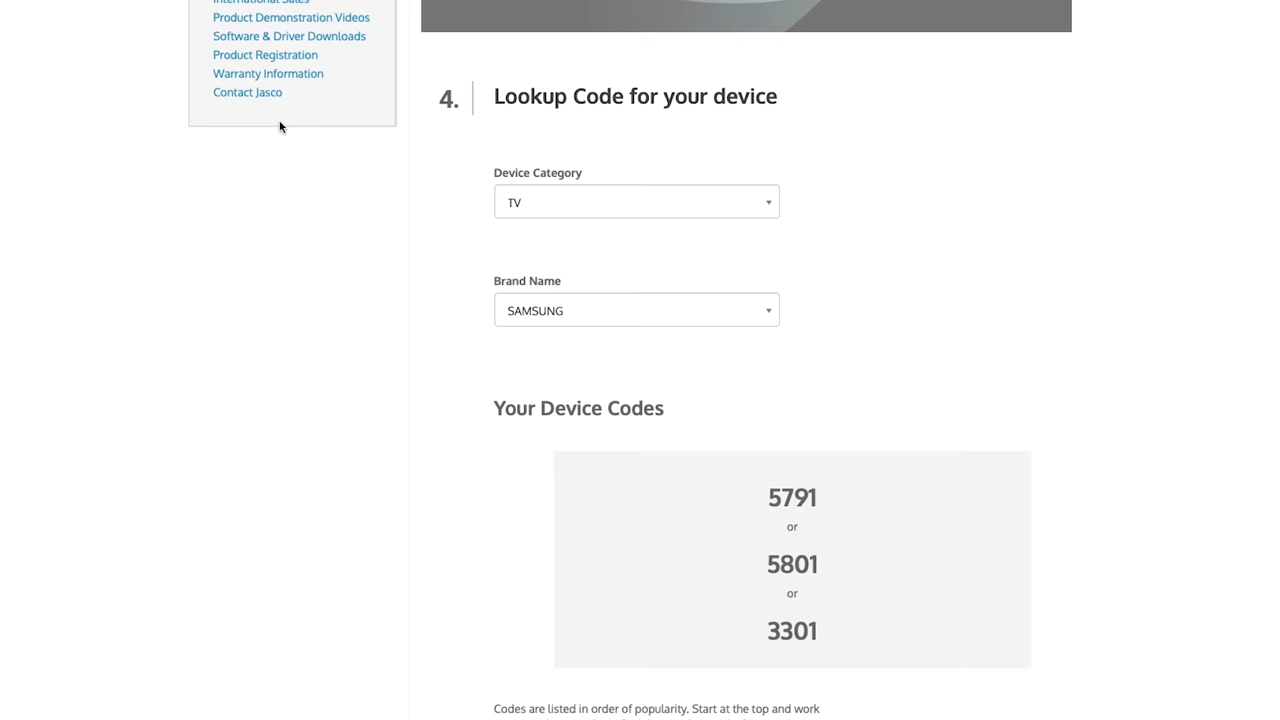 Product Demonstration Videos
Software & Driver Downloads
Product Registration
Warranty Information
Contact Jasco
4.
Lookup Code for your device
Device Category
TV
Brand Name
SAMSUNG
Your Device Codes
5791
or
5801
or
3301
Codes are listed in order of popularity. Start at the top and work